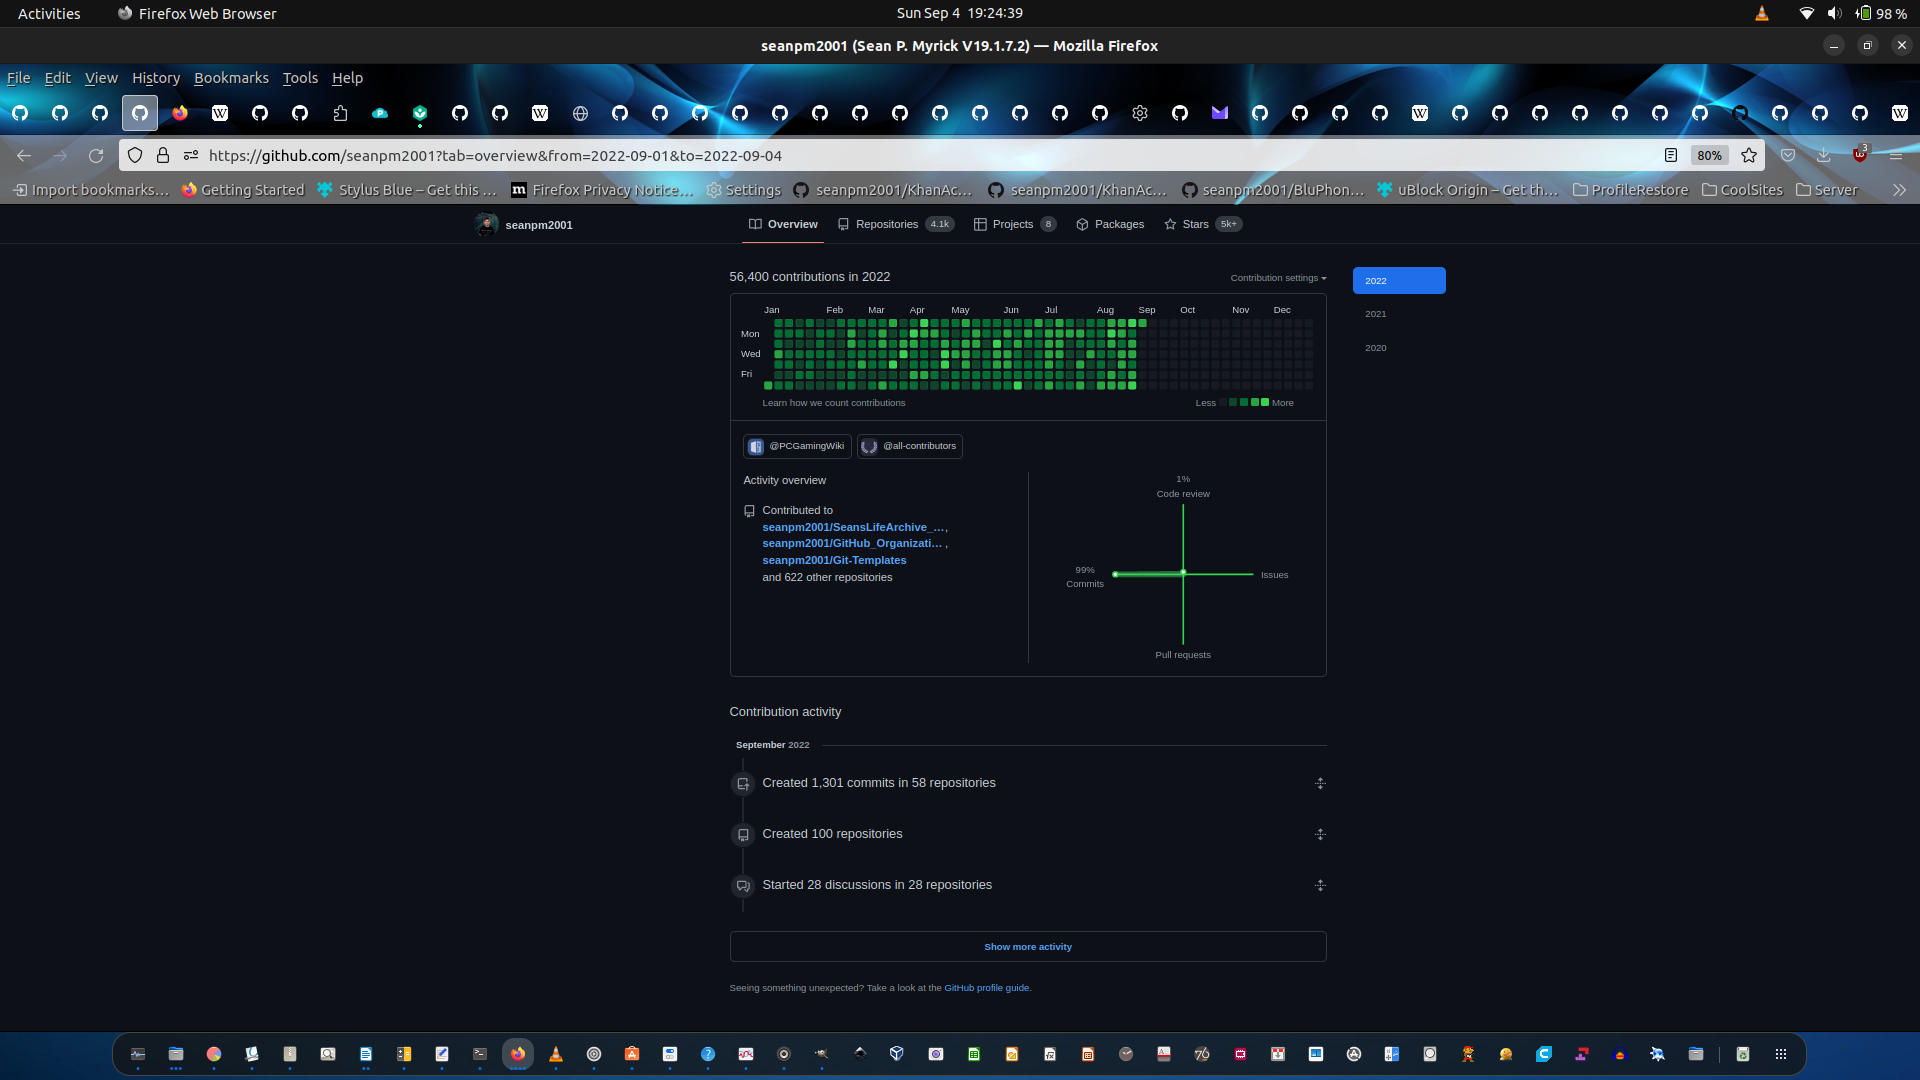 Activities
Firefox Web Browser
Sun Sep 4 19:24:39
98 %
seanpm2001 (Sean P. Myrick V19.1.7.2) — Mozilla Firefox
File Edit View History Bookmarks Tools Help
https://github.com/seanpm2001?tab=overview&from=2022-09-01&to=2022-09-04
80%
3
Import bookmarks…
Getting Started
Stylus Blue – Get this …
Firefox Privacy Notice…
Settings
seanpm2001/KhanAc…
seanpm2001/KhanAc…
seanpm2001/BluPhon…
uBlock Origin – Get th…
ProfileRestore
CoolSites
Server
seanpm2001
Overview
Repositories 4.1k
Projects 8
Packages
Stars 5k+
56,400 contributions in 2022
Contribution settings
2022
2021
2020
Jan Feb Mar Apr May Jun Jul Aug Sep Oct Nov Dec
Mon
Wed
Fri
Learn how we count contributions
Less More
@PCGamingWiki
@all-contributors
Activity overview
Contributed to
seanpm2001/SeansLifeArchive_…,
seanpm2001/GitHub_Organizati… ,
seanpm2001/Git-Templates
and 622 other repositories
1%
Code review
99%
Commits
Issues
Pull requests
Contribution activity
September 2022
Created 1,301 commits in 58 repositories
Created 100 repositories
Started 28 discussions in 28 repositories
Show more activity
Seeing something unexpected? Take a look at the GitHub profile guide.